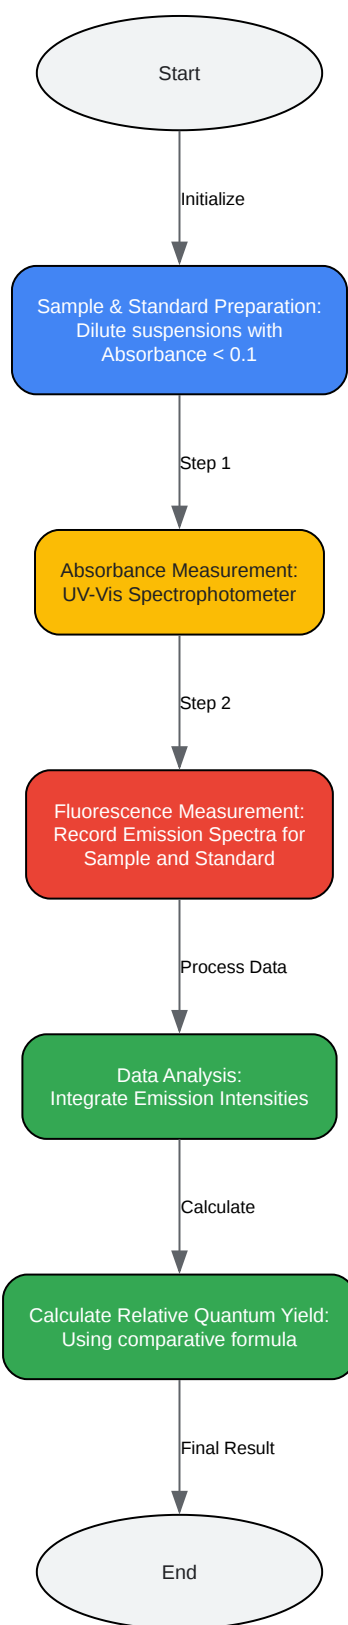 Start
Initialize
Sample & Standard Preparation:
Dilute suspensions with
Absorbance < 0.1
Step 1
Absorbance Measurement:
UV-Vis Spectrophotometer
Step 2
Fluorescence Measurement:
Record Emission Spectra for
Sample and Standard
Process Data
Data Analysis:
Integrate Emission Intensities
Calculate
Calculate Relative Quantum Yield:
Using comparative formula
Final Result
End